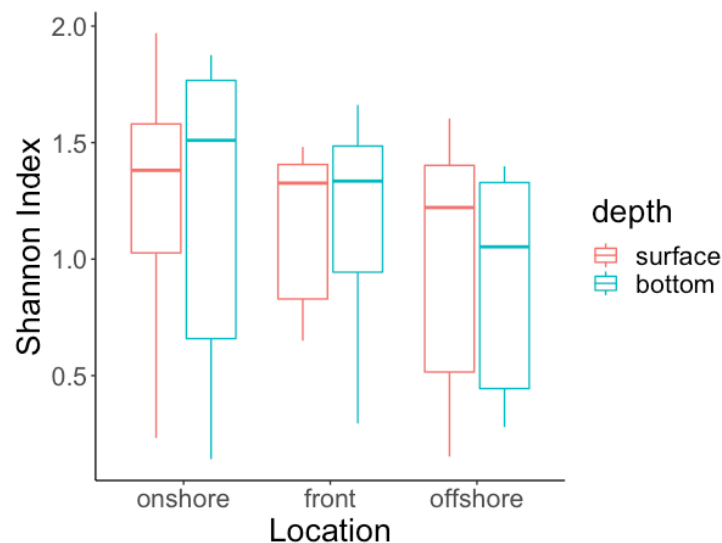 2.0
1.5
1.0
0.5
Shannon Index
onshore front offshore
Location
depth
surface
bottom